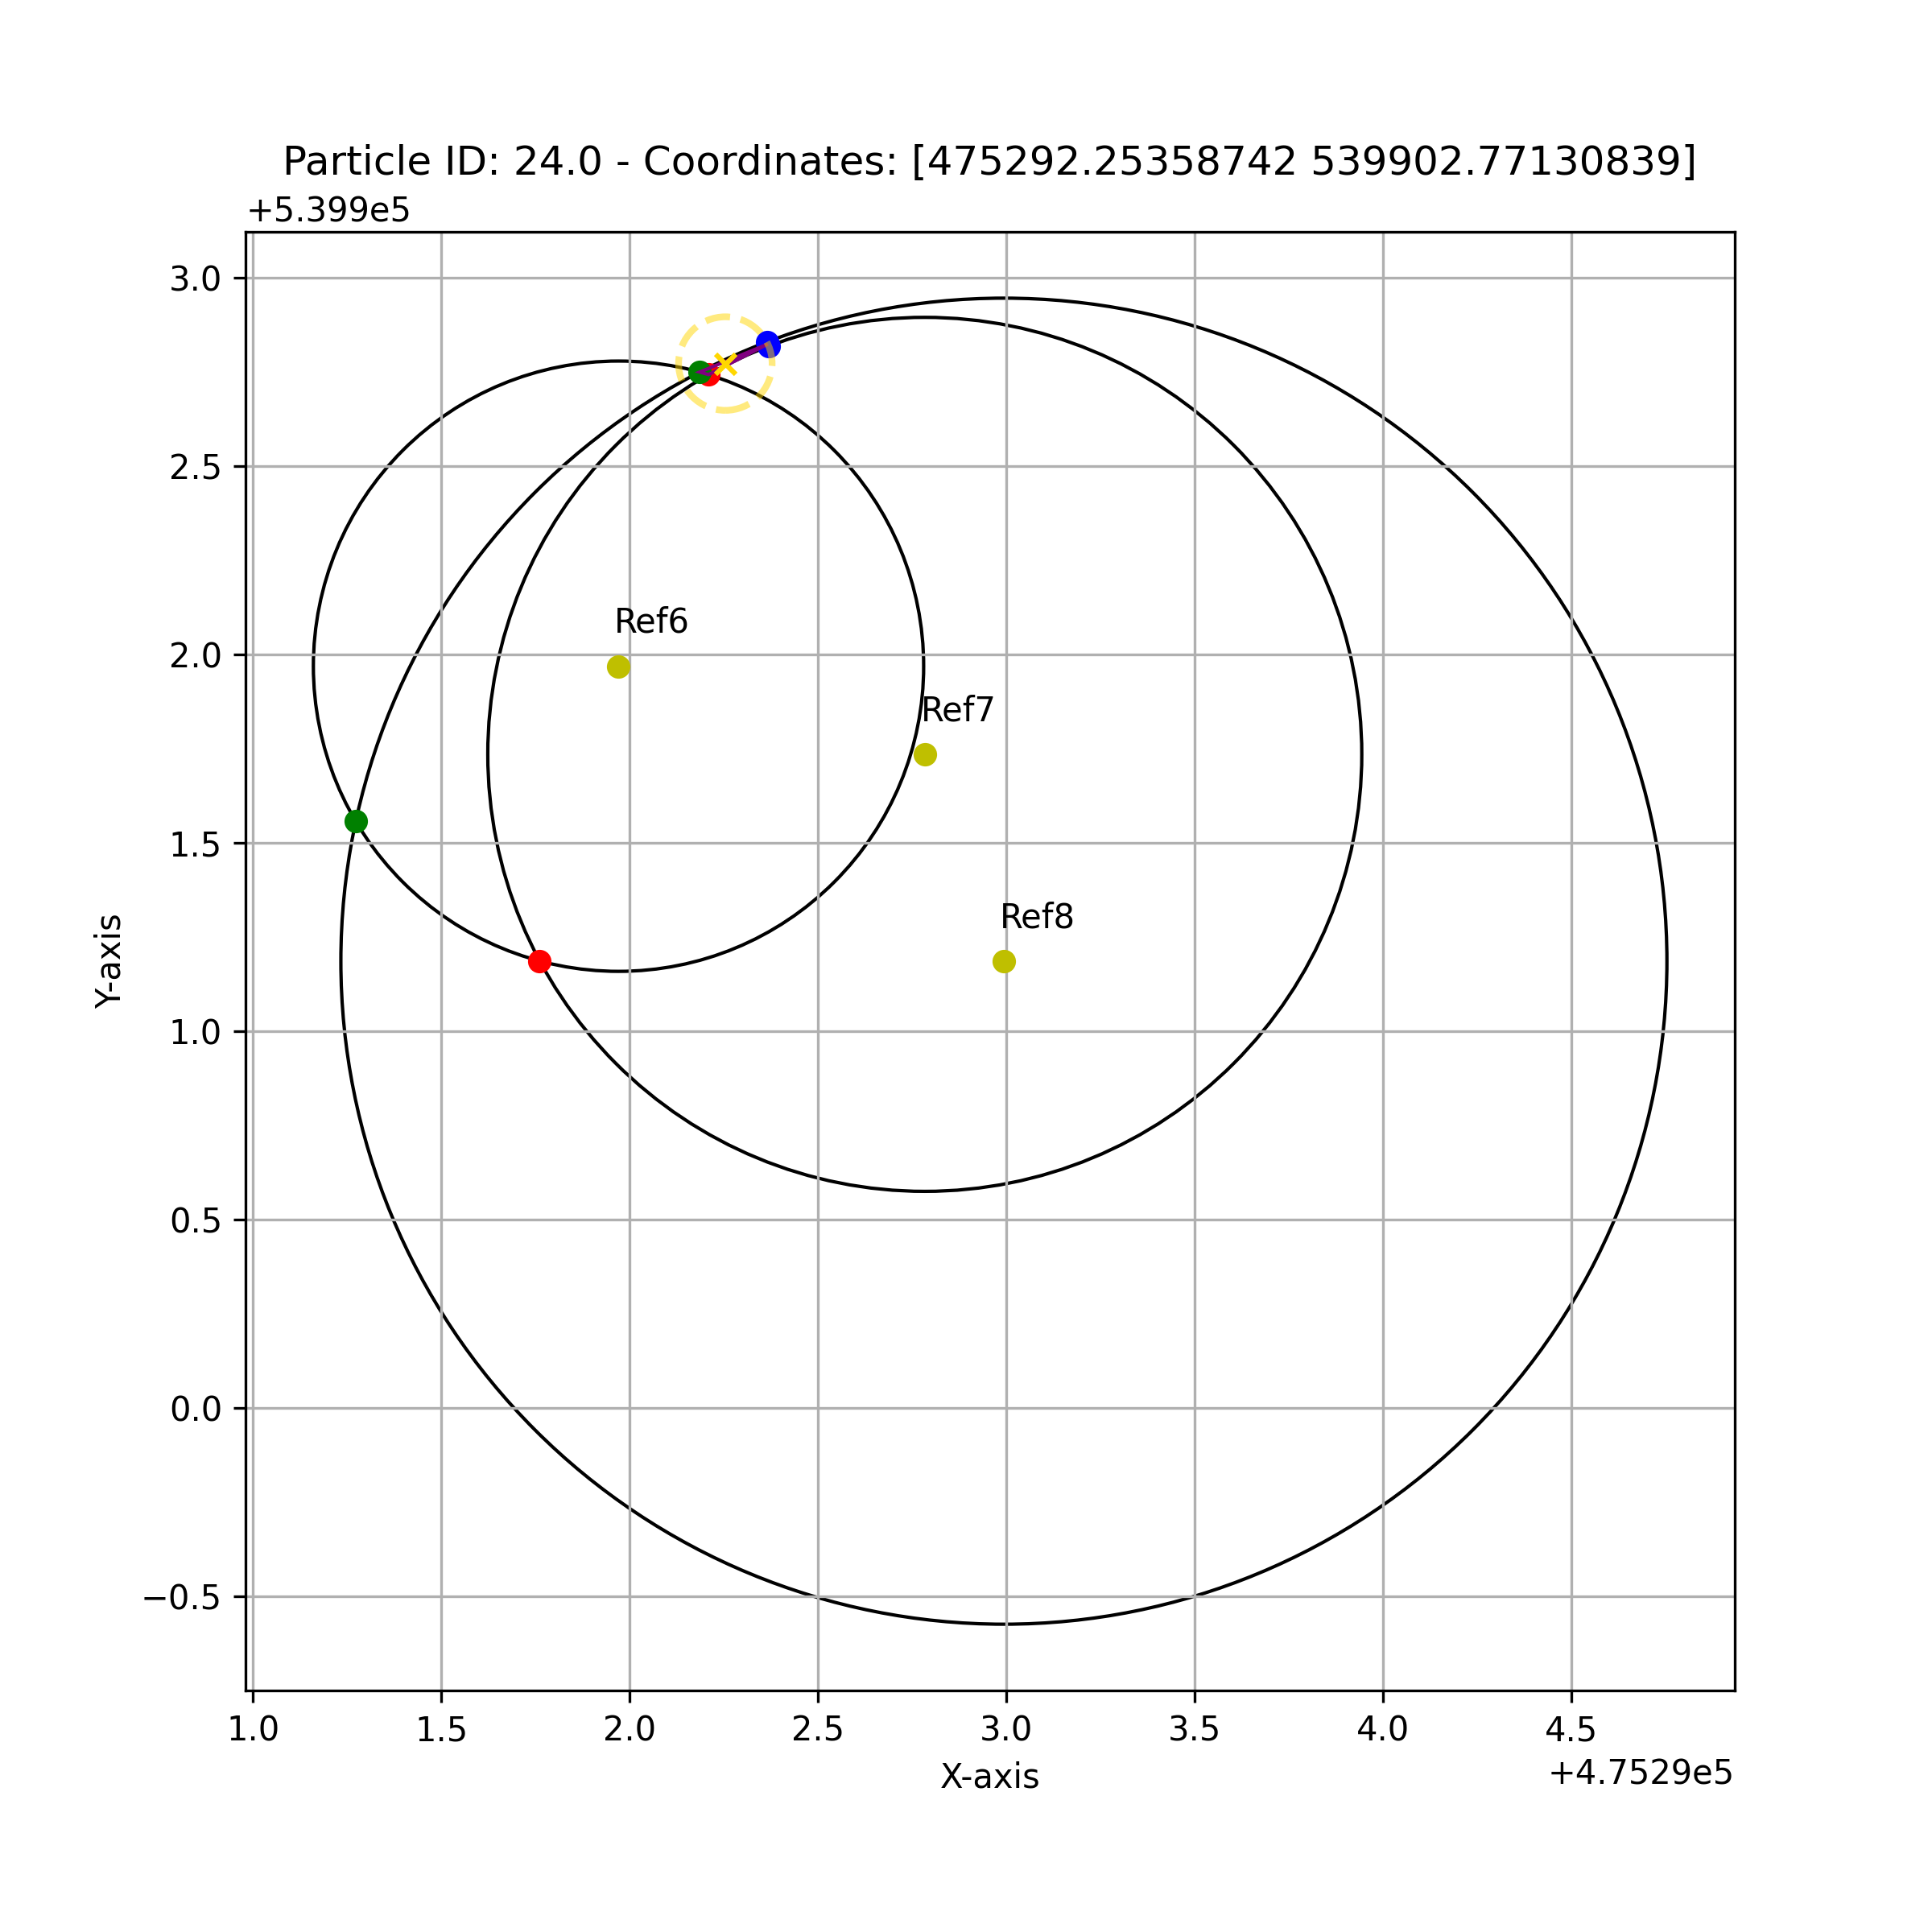 Particle ID: 24.0 - Coordinates: [475292.25358742 539902.77130839]
+5.399e5
3.0
2.5
2.0
1.5
1.0
0.5
0.0
−0.5
Y-axis
Ref6
Ref7
Ref8
1.0 1.5 2.0 2.5 3.0 3.5 4.0 4.5
X-axis
+4.7529e5